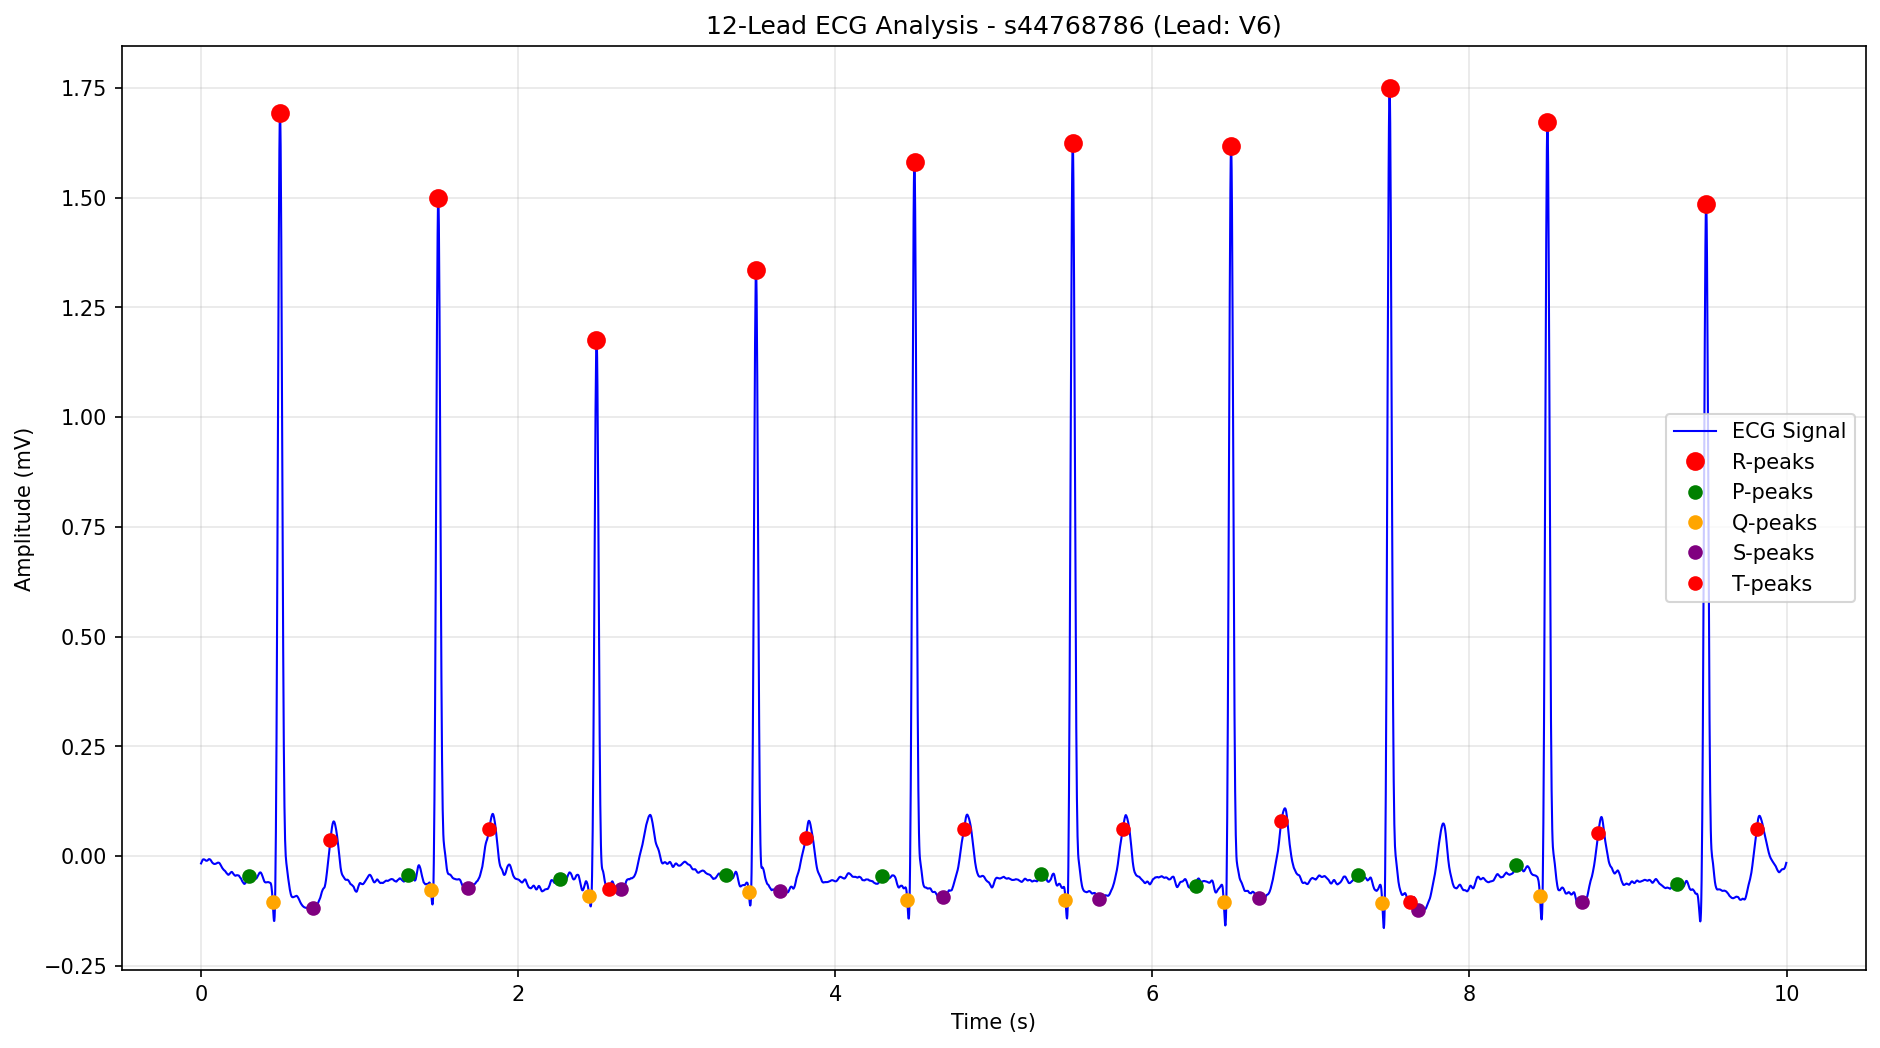 12-Lead ECG Analysis - s44768786 (Lead: V6)
1.75
1.50
1.25
1.00
0.75
0.50
0.25
0.00
−0.25
Amplitude (mV)
ECG Signal
R-peaks
P-peaks
Q-peaks
S-peaks
T-peaks
0 2 4 6 8 10
Time (s)